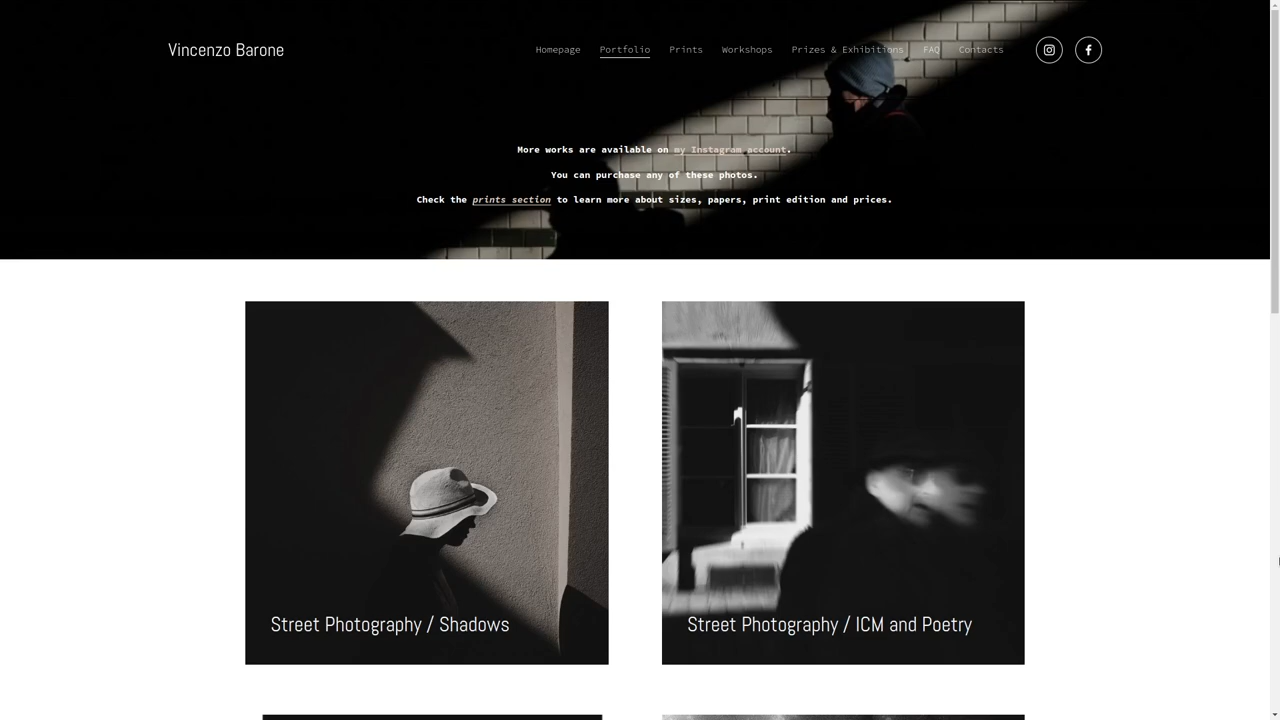 Vincenzo Barone
Homepage Portfolio Prints Workshops Prizes & Exhibitions FAQ Contacts
More works are available on my Instagram account.
You can purchase any of these photos.
Check the prints section to learn more about sizes, papers, print edition and prices.
Street Photography / Shadows
Street Photography / ICM and Poetry